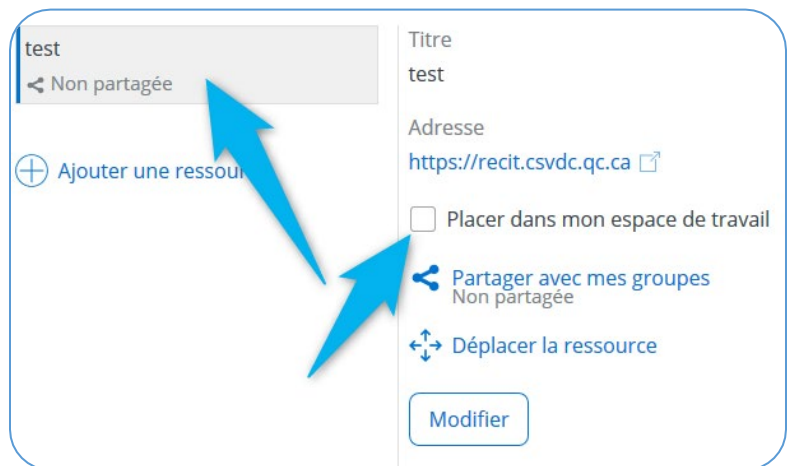 test
Non partagée
Ajouter une
Titre
test
Adresse
https://recit.csvdc.qc.ca
Placer dans mon espace de travail
Partager avec mes groupes
Non partagée
Déplacer la ressource
Modifier